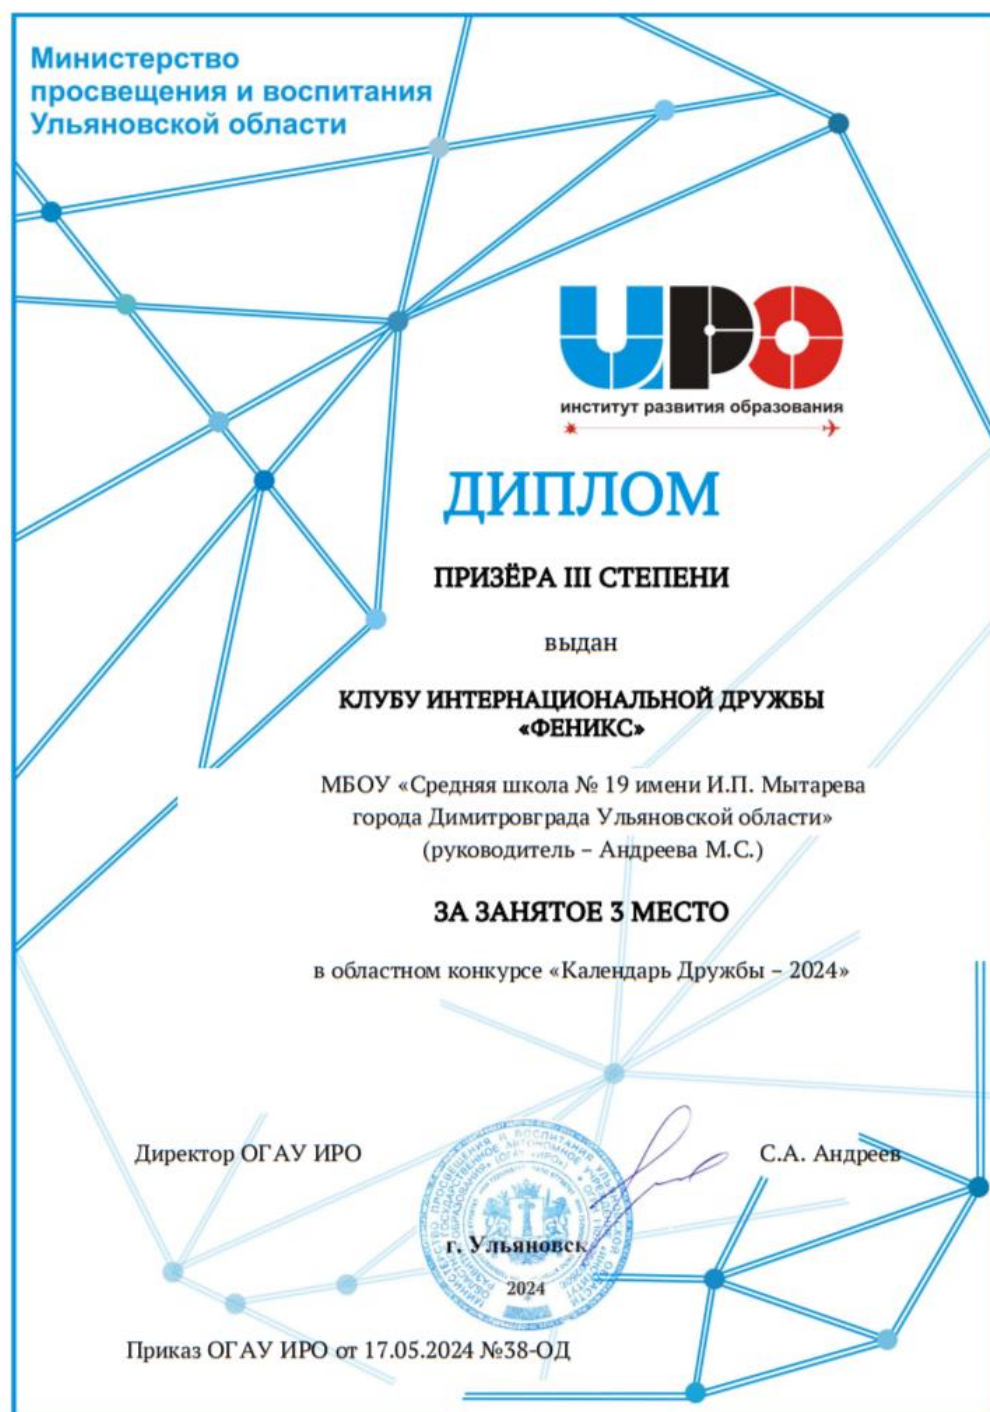 Министерство
просвещения и воспитания
Ульяновской области
ИРО
институт развития образования
ДИПЛОМ
ПРИЗЁРА III СТЕПЕНИ
выдан
КЛУБУ ИНТЕРНАЦИОНАЛЬНОЙ ДРУЖБЫ
«ФЕНИКС»
МБОУ «Средняя школа № 19 имени И.П. Мытарева
города Димитровграда Ульяновской области»
(руководитель – Андреева М.С.)
ЗА ЗАНЯТОЕ 3 МЕСТО
в областном конкурсе «Календарь Дружбы – 2024»
Директор ОГАУ ИРО
С.А. Андреев
г. Ульяновск
2024
Приказ ОГАУ ИРО от 17.05.2024 №38-ОД